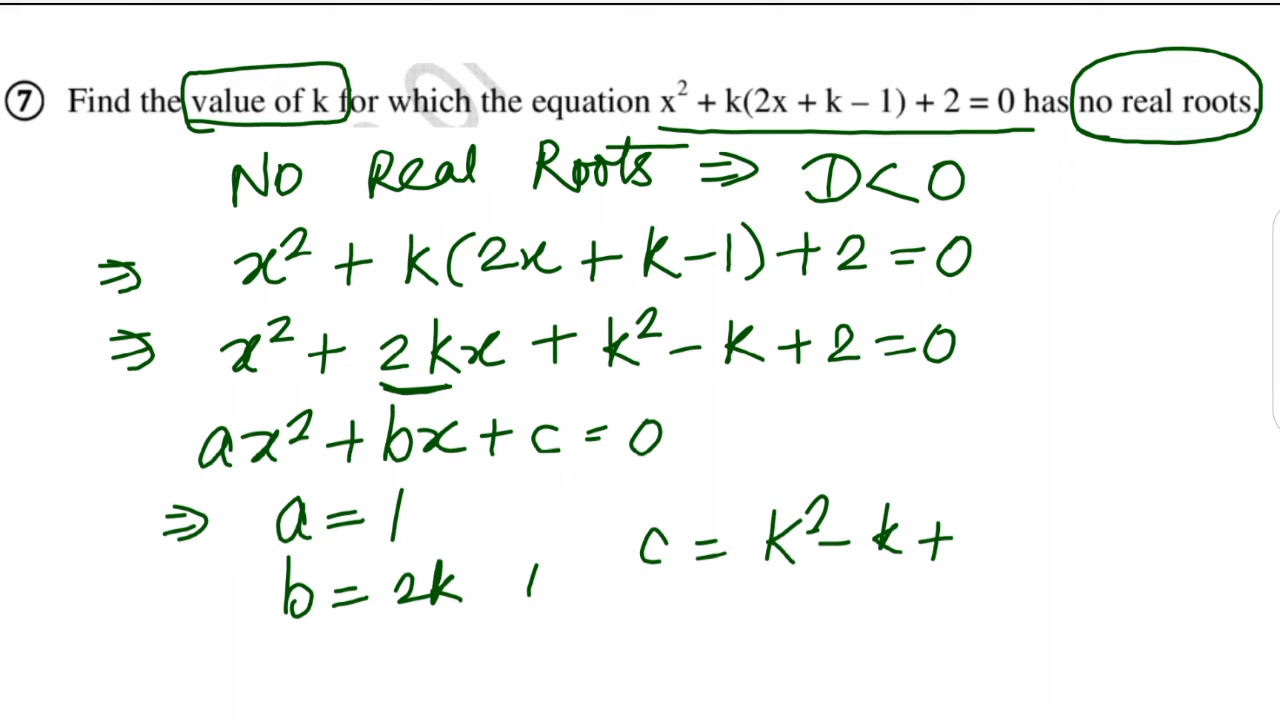 ⑦ Find the value of k for which the equation x² + k(2x + k – 1) + 2 = 0 has no real roots.
No Real Roots ⇒ D<0
⇒ x² + k(2x + k-1) + 2 = 0
⇒ x² + 2kx + k² - k + 2 = 0
ax² + bx + c = 0
⇒ a = 1
c = k² - k +
b = 2k ,